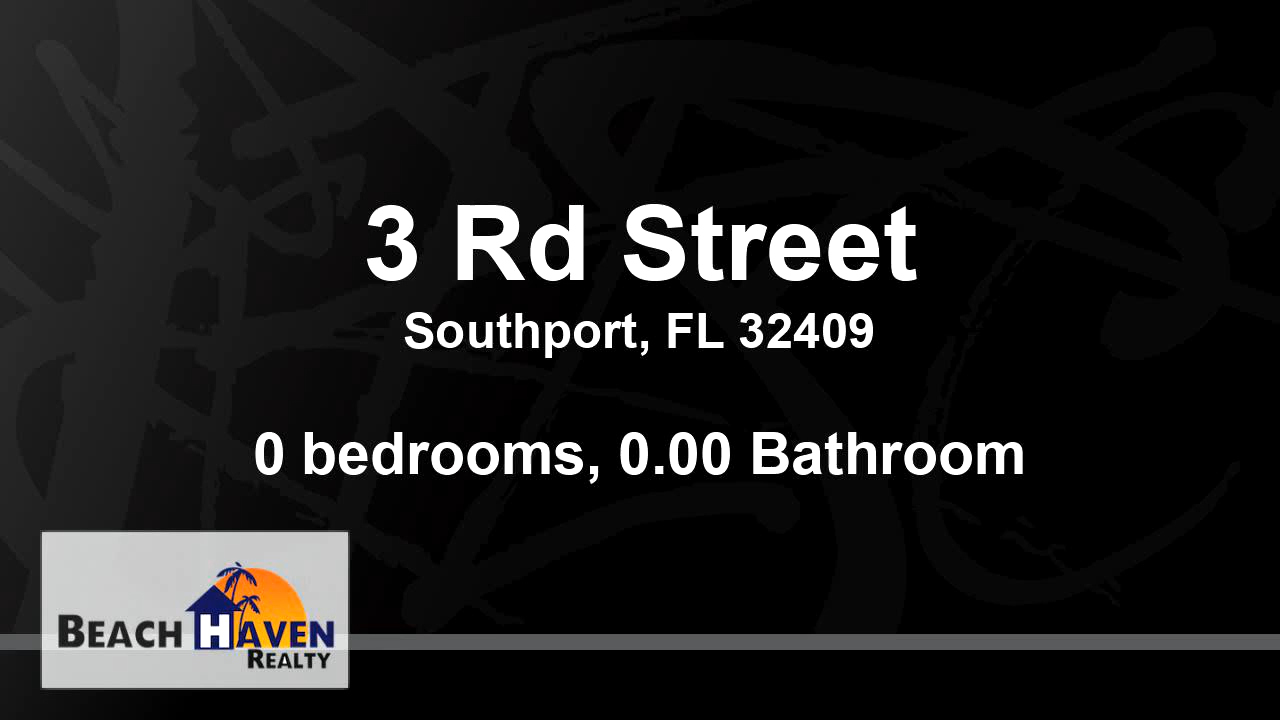 3 Rd Street
Southport, FL 32409
0 bedrooms, 0.00 Bathroom
BEACH HAVEN
REALTY